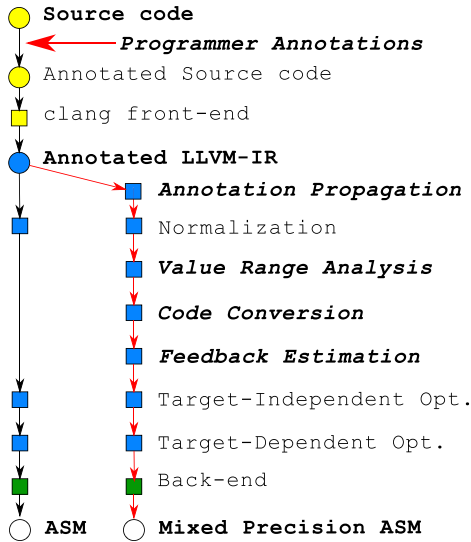 Source code
Programmer Annotations
Annotated Source code
clang front-end
Annotated LLVM-IR
Annotation Propagation
Normalization
Value Range Analysis
Code Conversion
Feedback Estimation
Target-Independent Opt.
Target-Dependent Opt.
Back-end
ASM
Mixed Precision ASM